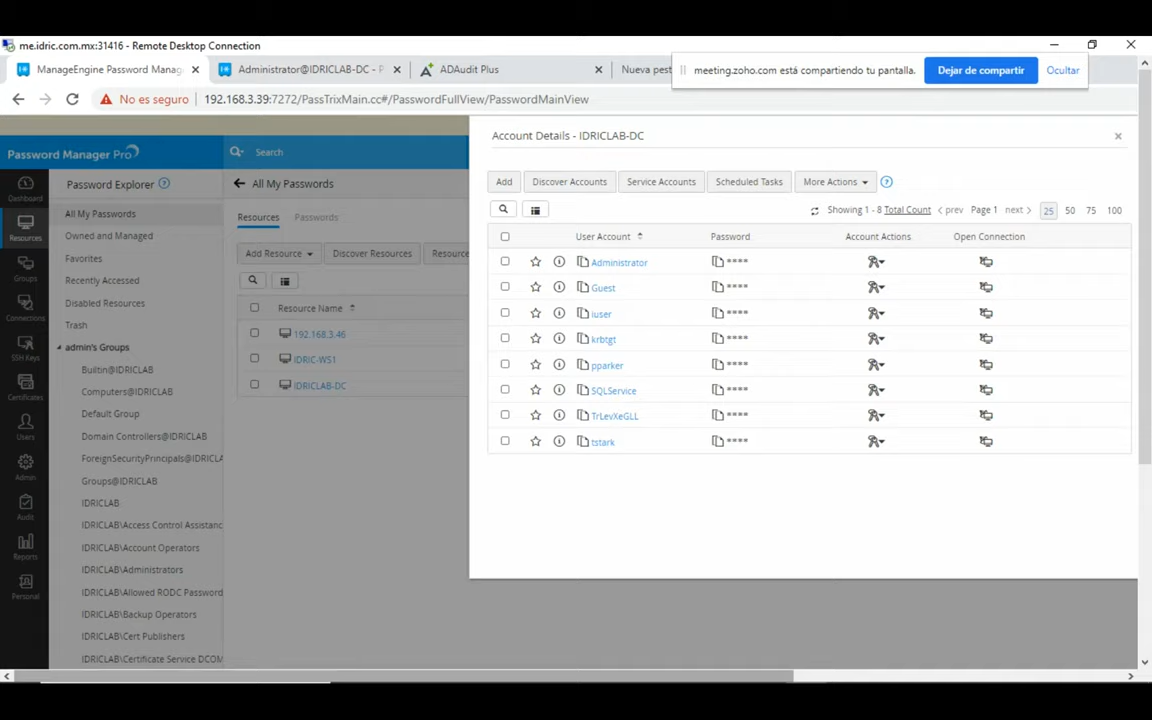 me.idric.com.mx:31416 - Remote Desktop Connection
ManageEngine Password Manag
Administrator@IDRICLAB-DC - P
ADAudit Plus
Nueva pest
meeting.zoho.com está compartiendo tu pantalla.
Dejar de compartir
Ocultar
No es seguro
192.168.3.39:7272/PassTrixMain.cc#/PasswordFullView/PasswordMainView
Password Manager Pro
Search
Dashboard
Resources
Groups
Connections
SSH Keys
Certificates
Users
Admin
Audit
Reports
Personal
Password Explorer
All My Passwords
Owned and Managed
Favorites
Recently Accessed
Disabled Resources
Trash
admin's Groups
Builtin@IDRICLAB
Computers@IDRICLAB
Default Group
Domain Controllers@IDRICLAB
ForeignSecurityPrincipals@IDRICLA
Groups@IDRICLAB
IDRICLAB
IDRICLAB\Access Control Assistanc
IDRICLAB\Account Operators
IDRICLAB\Administrators
IDRICLAB\Allowed RODC Password
IDRICLAB\Backup Operators
IDRICLAB\Cert Publishers
IDRICLAB\Certificate Service DCOM
All My Passwords
Resources Passwords
Add Resource Discover Resources Resource
Resource Name
192.168.3.46
IDRIC-WS1
IDRICLAB-DC
Account Details - IDRICLAB-DC
Add Discover Accounts Service Accounts Scheduled Tasks More Actions
Showing 1 - 8 Total Count prev Page 1 next 25 50 75 100
User Account Password Account Actions Open Connection
Administrator ****
Guest ****
iuser ****
krbtgt ****
pparker ****
SQLService ****
TrLevXeGLL ****
tstark ****